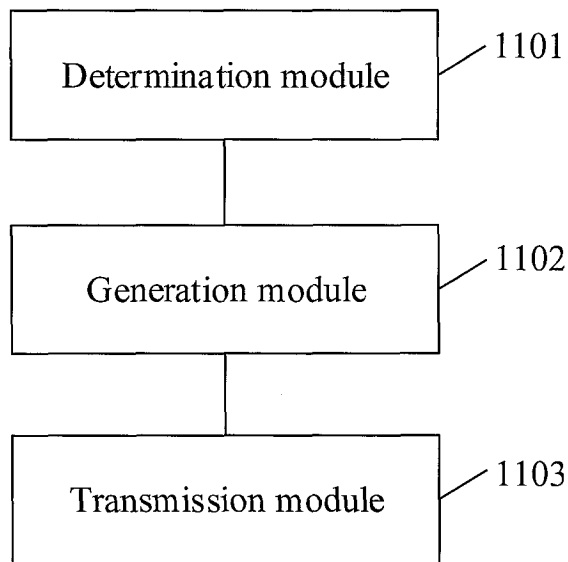 1101
Determination module
1102
Generation module
1103
Transmission module